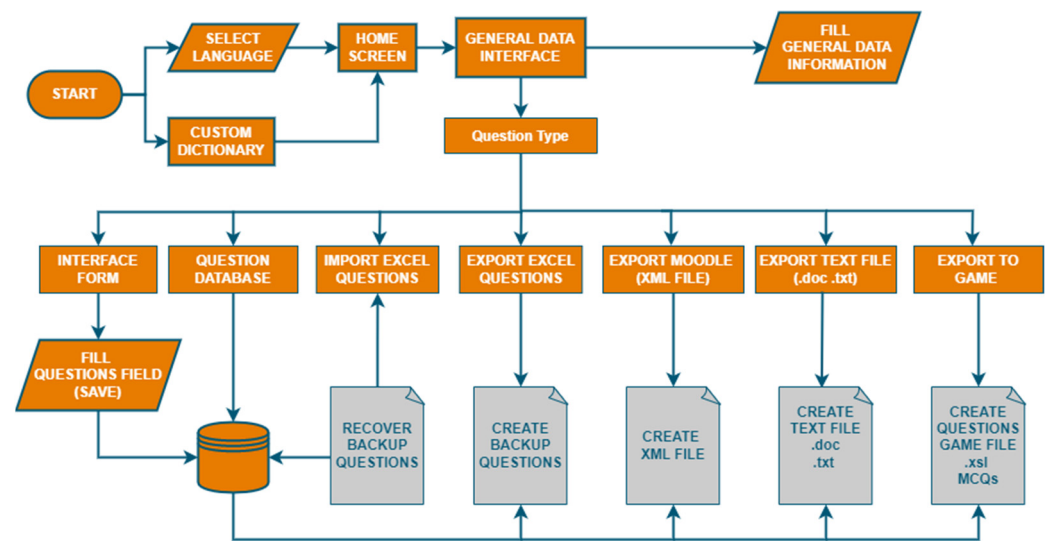 SELECT
LANGUAGE
HOME
SCREEN
GENERAL DATA
INTERFACE
FILL
GENERAL DATA
INFORMATION
START
CUSTOM
DICTIONARY
Question Type
INTERFACE
FORM
QUESTION
DATABASE
IMPORT EXCEL
QUESTIONS
EXPORT EXCEL
QUESTIONS
EXPORT MOODLE
(XML FILE)
EXPORT TEXT FILE
(.doc .txt)
EXPORT TO
GAME
FILL
QUESTIONS FIELD
(SAVE)
RECOVER
BACKUP
QUESTIONS
CREATE
BACKUP
QUESTIONS
CREATE
XML FILE
CREATE
TEXT FILE
.doc
.txt
CREATE
QUESTIONS
GAME FILE
.xsl
MCQs